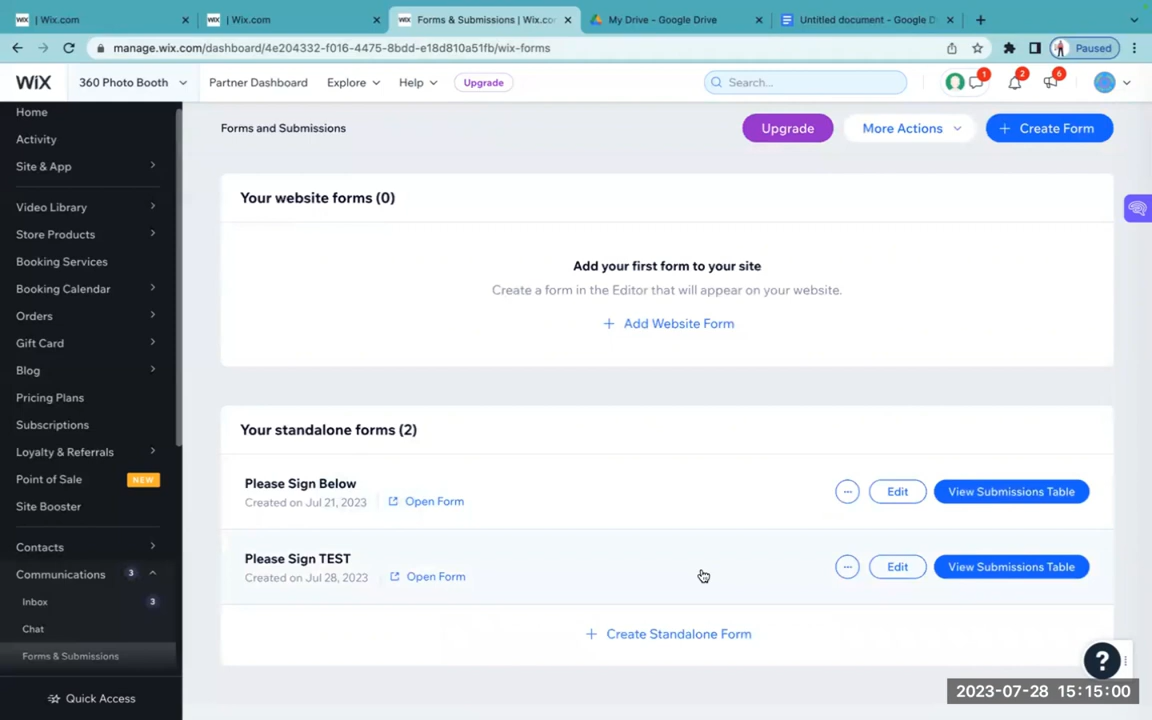 WiX | Wix.com
WiX | Wix.com
WiX Forms & Submissions | Wix.co
My Drive - Google Drive
Untitled document - Google D
manage.wix.com/dashboard/4e204332-f016-4475-8bdd-e18d810a51fb/wix-forms
Paused
WiX
360 Photo Booth
Partner Dashboard
Explore
Help
Upgrade
Search...
1
2
6
Home
Activity
Site & App
Video Library
Store Products
Booking Services
Booking Calendar
Orders
Gift Card
Blog
Pricing Plans
Subscriptions
Loyalty & Referrals
Point of Sale NEW
Site Booster
Contacts
Communications 3
Inbox 3
Chat
Forms & Submissions
Quick Access
Forms and Submissions
Upgrade
More Actions
+ Create Form
Your website forms (0)
Add your first form to your site
Create a form in the Editor that will appear on your website.
+ Add Website Form
Your standalone forms (2)
Please Sign Below
Created on Jul 21, 2023 Open Form
... Edit View Submissions Table
Please Sign TEST
Created on Jul 28, 2023 Open Form
... Edit View Submissions Table
+ Create Standalone Form
?
2023-07-28 15:15:00